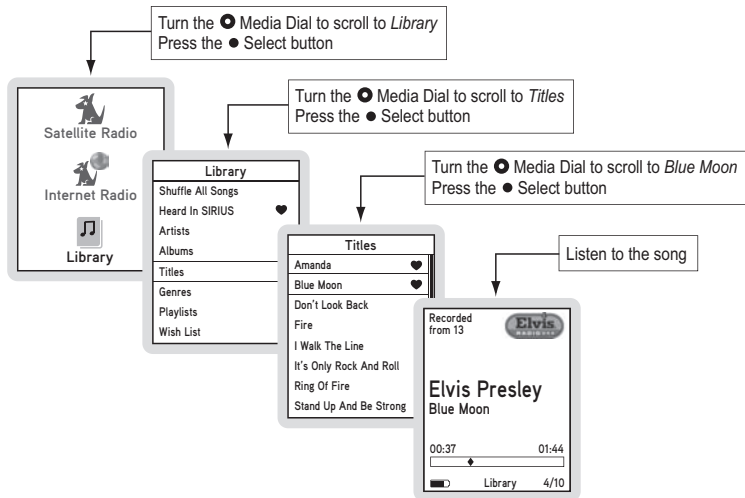 Turn the Media Dial to scroll to Library
Press the Select button
Satellite Radio
Internet Radio
Library
Turn the Media Dial to scroll to Titles
Press the Select button
Library
Shuffle All Songs
Heard In SIRIUS
Artists
Albums
Titles
Genres
Playlists
Wish List
Turn the Media Dial to scroll to Blue Moon
Press the Select button
Titles
Amanda
Blue Moon
Don't Look Back
Fire
I Walk The Line
It's Only Rock And Roll
Ring Of Fire
Stand Up And Be Strong
Listen to the song
Recorded
from 13
Elvis
RADIO
Elvis Presley
Blue Moon
00:37 01:44
Library 4/10